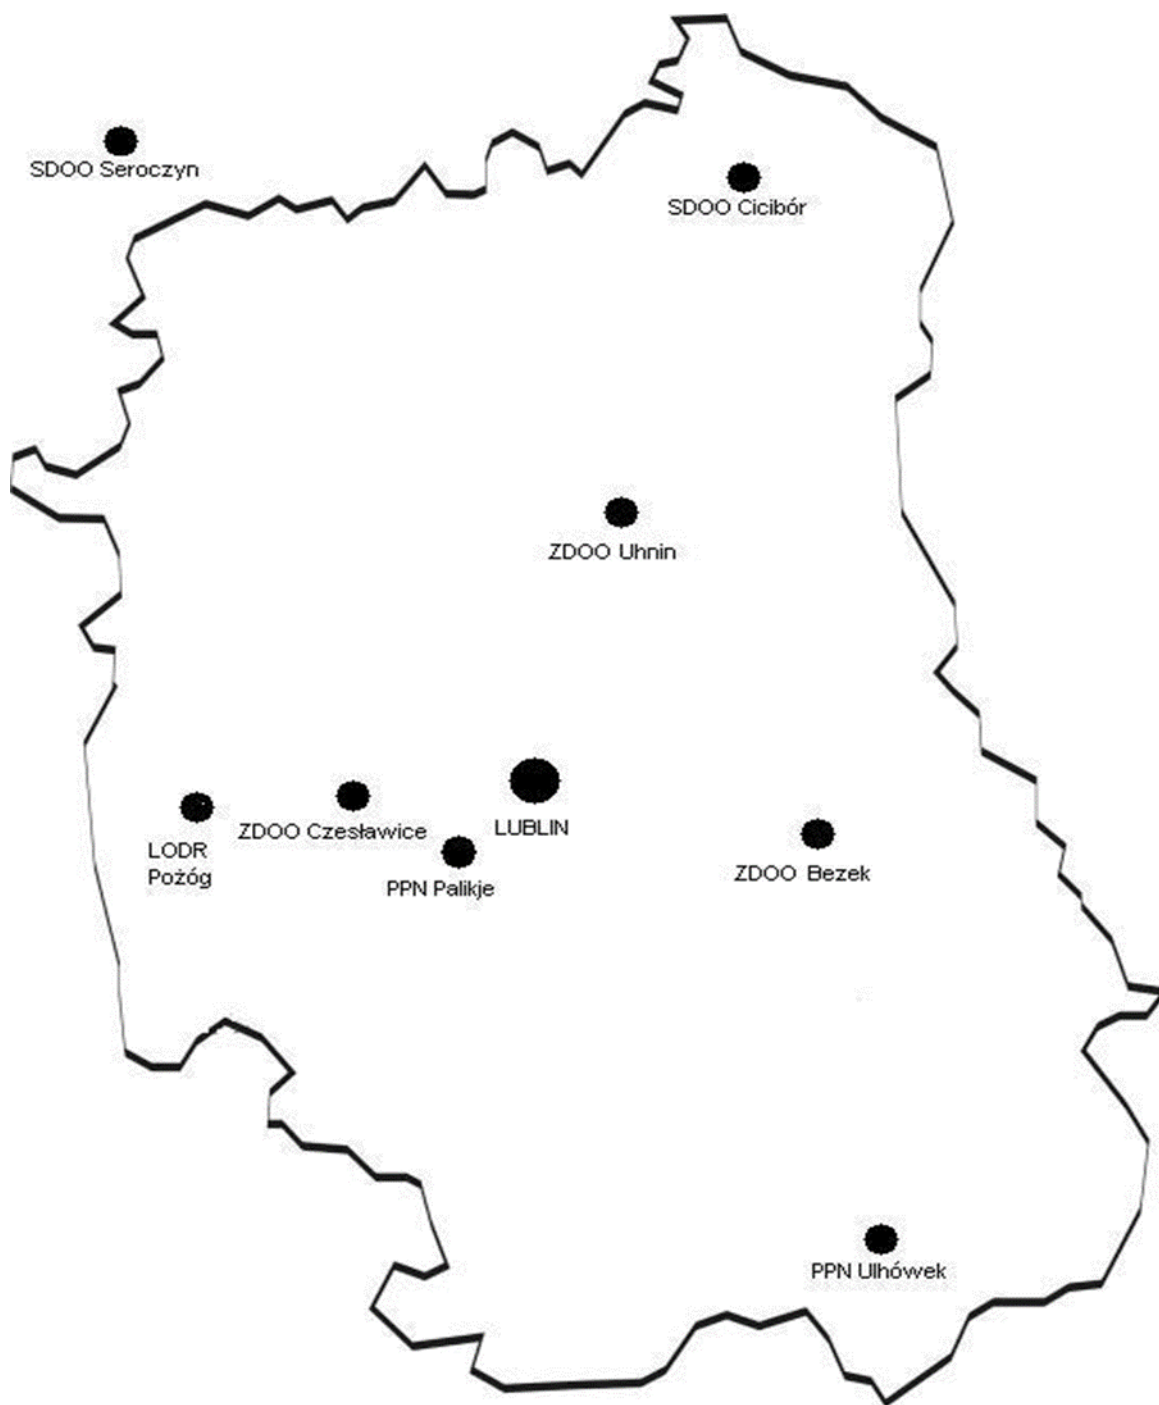 SDOO Seroczyn
SDOO Cicibór
ZDOO Uhnin
LUBLIN
ZDOO Czesławice
LODR
Pożóg
PPN Palikje
ZDOO Bezek
PPN Ulhówek